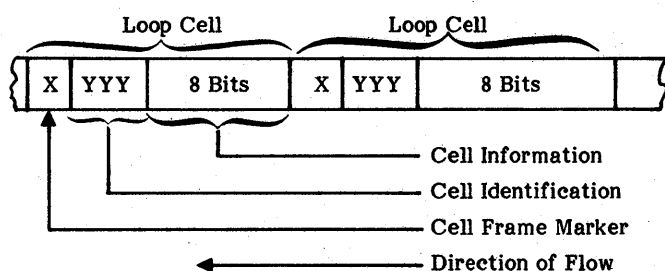 Loop Cell Loop Cell
X YYY 8 Bits X YYY 8 Bits
Cell Information
Cell Identification
Cell Frame Marker
Direction of Flow